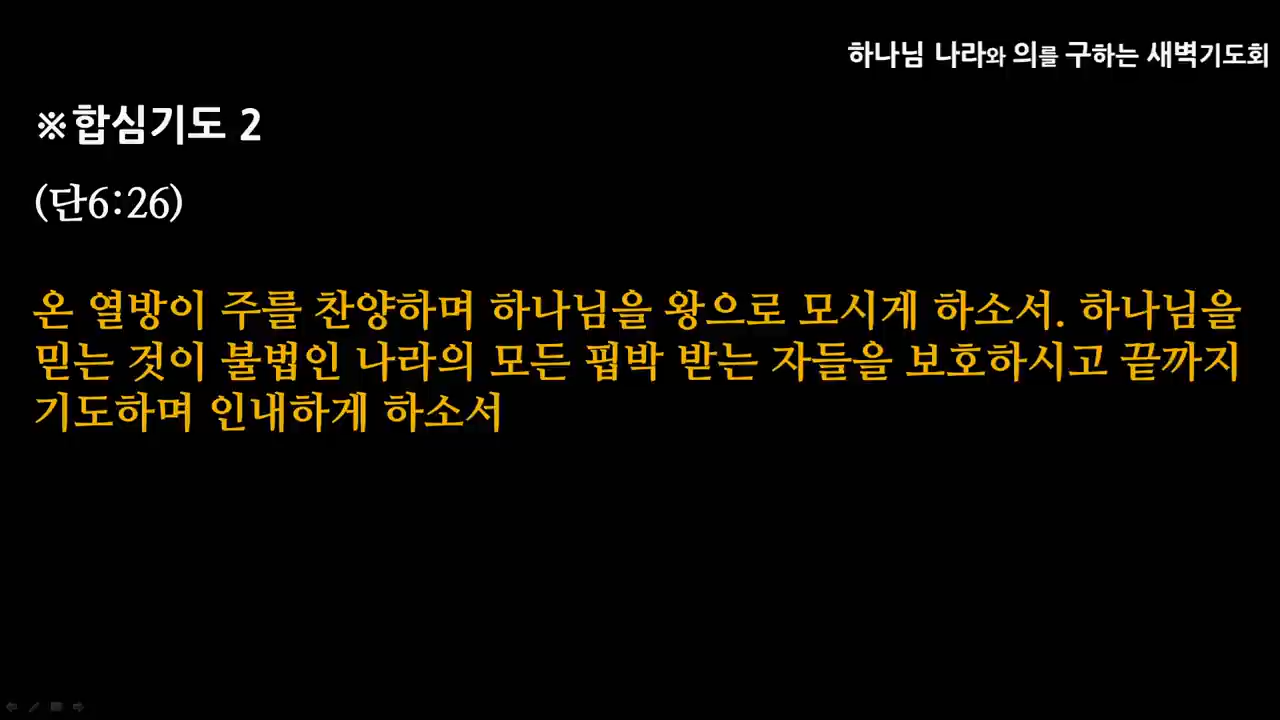 하나님 나라와 의를 구하는 새벽기도회
※합심기도 2
(단6:26)
온 열방이 주를 찬양하며 하나님을 왕으로 모시게 하소서. 하나님을
믿는 것이 불법인 나라의 모든 핍박 받는 자들을 보호하시고 끝까지
기도하며 인내하게 하소서